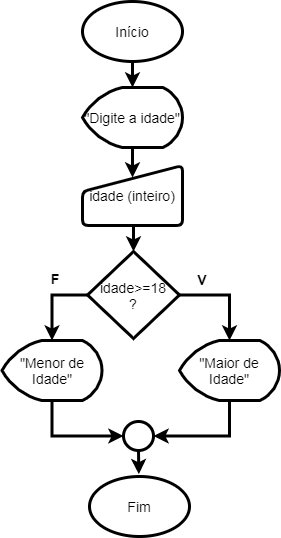 Início
"Digite a idade"
idade (inteiro)
idade>=18
?
F
V
"Menor de
Idade"
"Maior de
Idade"
Fim